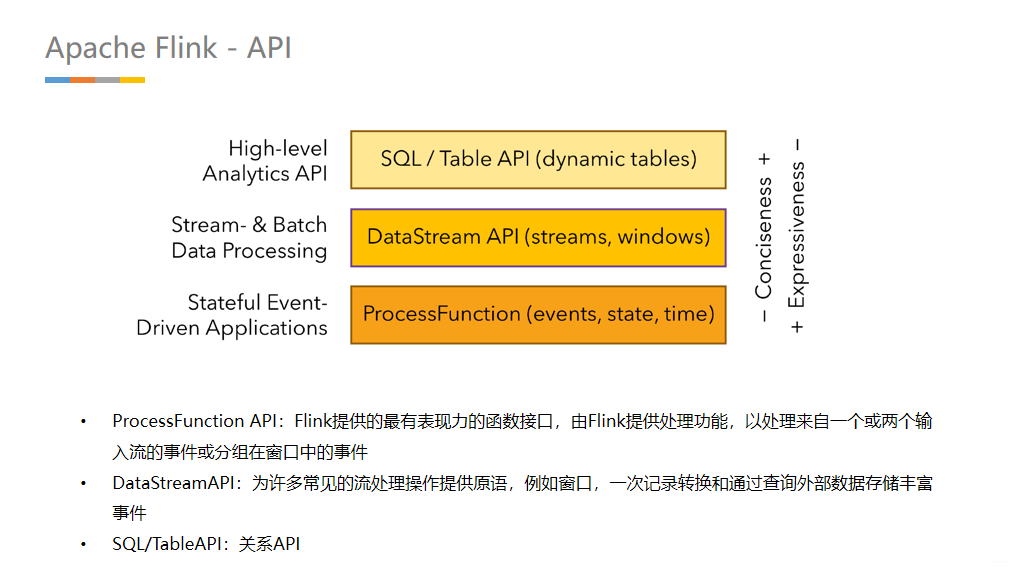 Apache Flink - API
High-level
Analytics API
SQL / Table API (dynamic tables)
Stream- & Batch
Data Processing
DataStream API (streams, windows)
Stateful Event-
Driven Applications
ProcessFunction (events, state, time)
− Conciseness +
+ Expressiveness −
• ProcessFunction API：Flink提供的最有表现力的函数接口，由Flink提供处理功能，以处理来自一个或两个输
入流的事件或分组在窗口中的事件
• DataStreamAPI：为许多常见的流处理操作提供原语，例如窗口，一次记录转换和通过查询外部数据存储丰富
事件
• SQL/TableAPI：关系API